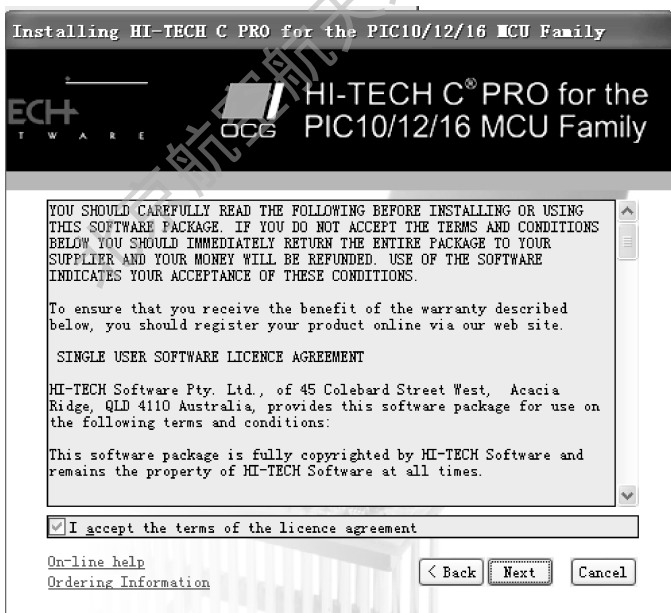 Installing HI-TECH C PRO for the PIC10/12/16 MCU Family
ECH
T W A R E
OCG
HI-TECH C® PRO for the
PIC10/12/16 MCU Family
北京航空航天
YOU SHOULD CAREFULLY READ THE FOLLOWING BEFORE INSTALLING OR USING
THIS SOFTWARE PACKAGE. IF YOU DO NOT ACCEPT THE TERMS AND CONDITIONS
BELOW YOU SHOULD IMMEDIATELY RETURN THE ENTIRE PACKAGE TO YOUR
SUPPLIER AND YOUR MONEY WILL BE REFUNDED. USE OF THE SOFTWARE
INDICATES YOUR ACCEPTANCE OF THESE CONDITIONS.
To ensure that you receive the benefit of the warranty described
below, you should register your product online via our web site.
SINGLE USER SOFTWARE LICENCE AGREEMENT
HI-TECH Software Pty. Ltd., of 45 Colebard Street West, Acacia
Ridge, QLD 4110 Australia, provides this software package for use on
the following terms and conditions:
This software package is fully copyrighted by HI-TECH Software and
remains the property of HI-TECH Software at all times.
I accept the terms of the licence agreement
On-line help
Ordering Information
< Back
Next
Cancel